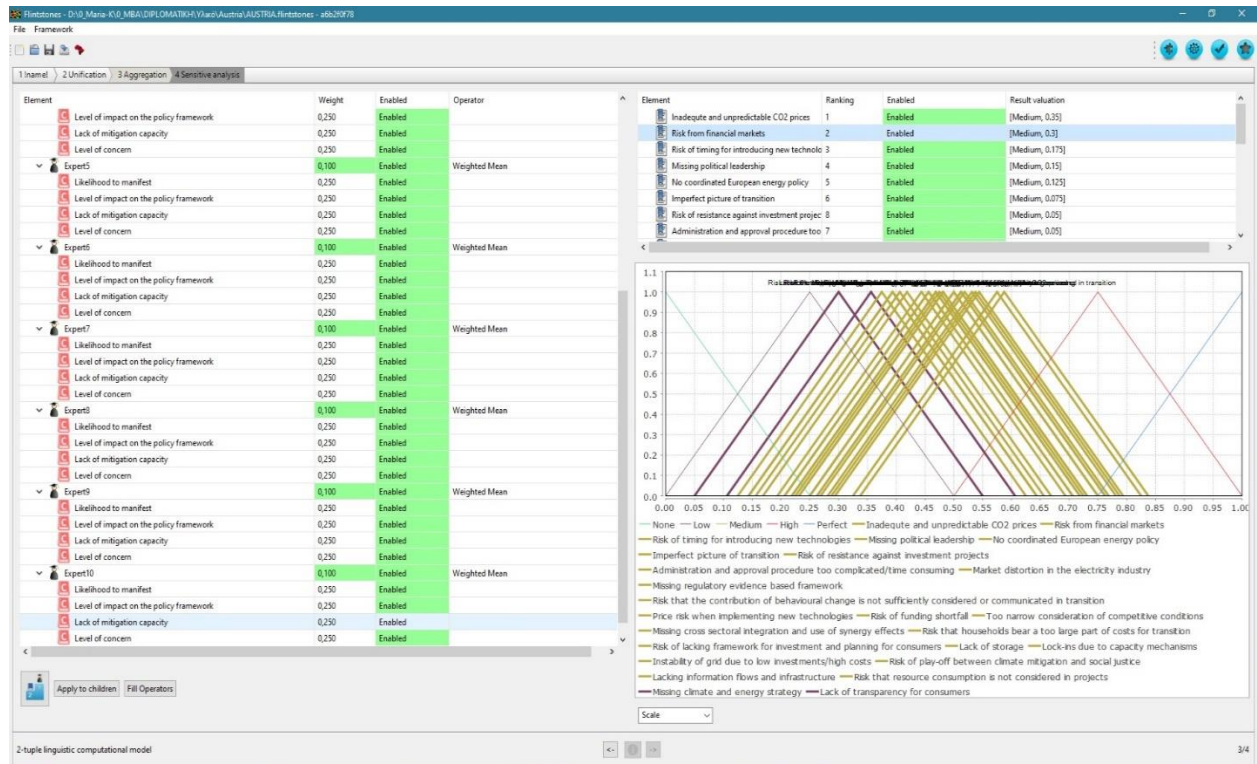 Flintstones - D:\0_Maria-K\0_MBA\DIPLOMATIKH\Υλικό\Austria\AUSTRIA.flintstones - a6b2f0f78
File Framework
1 Inamel 2 Unification 3 Aggregation 4 Sensitive analysis
Element Weight Enabled Operator
Level of impact on the policy framework 0,250 Enabled
Lack of mitigation capacity 0,250 Enabled
Level of concern 0,250 Enabled
Expert5 0,100 Enabled Weighted Mean
Likelihood to manifest 0,250 Enabled
Level of impact on the policy framework 0,250 Enabled
Lack of mitigation capacity 0,250 Enabled
Level of concern 0,250 Enabled
Expert6 0,100 Enabled Weighted Mean
Likelihood to manifest 0,250 Enabled
Level of impact on the policy framework 0,250 Enabled
Lack of mitigation capacity 0,250 Enabled
Level of concern 0,250 Enabled
Expert7 0,100 Enabled Weighted Mean
Likelihood to manifest 0,250 Enabled
Level of impact on the policy framework 0,250 Enabled
Lack of mitigation capacity 0,250 Enabled
Level of concern 0,250 Enabled
Expert8 0,100 Enabled Weighted Mean
Likelihood to manifest 0,250 Enabled
Level of impact on the policy framework 0,250 Enabled
Lack of mitigation capacity 0,250 Enabled
Level of concern 0,250 Enabled
Expert9 0,100 Enabled Weighted Mean
Likelihood to manifest 0,250 Enabled
Level of impact on the policy framework 0,250 Enabled
Lack of mitigation capacity 0,250 Enabled
Level of concern 0,250 Enabled
Expert10 0,100 Enabled Weighted Mean
Likelihood to manifest 0,250 Enabled
Level of impact on the policy framework 0,250 Enabled
Lack of mitigation capacity 0,250 Enabled
Level of concern 0,250 Enabled
Apply to children Fill Operators
Element Ranking Enabled Result valuation
Inadequte and unpredictable CO2 prices 1 Enabled [Medium, 0.35]
Risk from financial markets 2 Enabled [Medium, 0.3]
Risk of timing for introducing new technolo 3 Enabled [Medium, 0.175]
Missing political leadership 4 Enabled [Medium, 0.15]
No coordinated European energy policy 5 Enabled [Medium, 0.125]
Imperfect picture of transition 6 Enabled [Medium, 0.075]
Risk of resistance against investment projec 8 Enabled [Medium, 0.05]
Administration and approval procedure too 7 Enabled [Medium, 0.05]
in transition
1.1
1.0
0.9
0.8
0.7
0.6
0.5
0.4
0.3
0.2
0.1
0.0
0.00 0.05 0.10 0.15 0.20 0.25 0.30 0.35 0.40 0.45 0.50 0.55 0.60 0.65 0.70 0.75 0.80 0.85 0.90 0.95 1.00
None Low Medium High Perfect Inadequte and unpredictable CO2 prices Risk from financial markets
Risk of timing for introducing new technologies Missing political leadership No coordinated European energy policy
Imperfect picture of transition Risk of resistance against investment projects
Administration and approval procedure too complicated/time consuming Market distortion in the electricity industry
Missing regulatory evidence based framework
Risk that the contribution of behavioural change is not sufficiently considered or communicated in transition
Price risk when implementing new technologies Risk of funding shortfall Too narrow consideration of competitive conditions
Missing cross sectoral integration and use of synergy effects Risk that households bear a too large part of costs for transition
Risk of lacking framework for investment and planning for consumers Lack of storage Lock-ins due to capacity mechanisms
Instability of grid due to low investments/high costs Risk of play-off between climate mitigation and social justice
Lacking information flows and infrastructure Risk that resource consumption is not considered in projects
Missing climate and energy strategy Lack of transparency for consumers
Scale
2-tuple linguistic computational model
<- -> 3/4